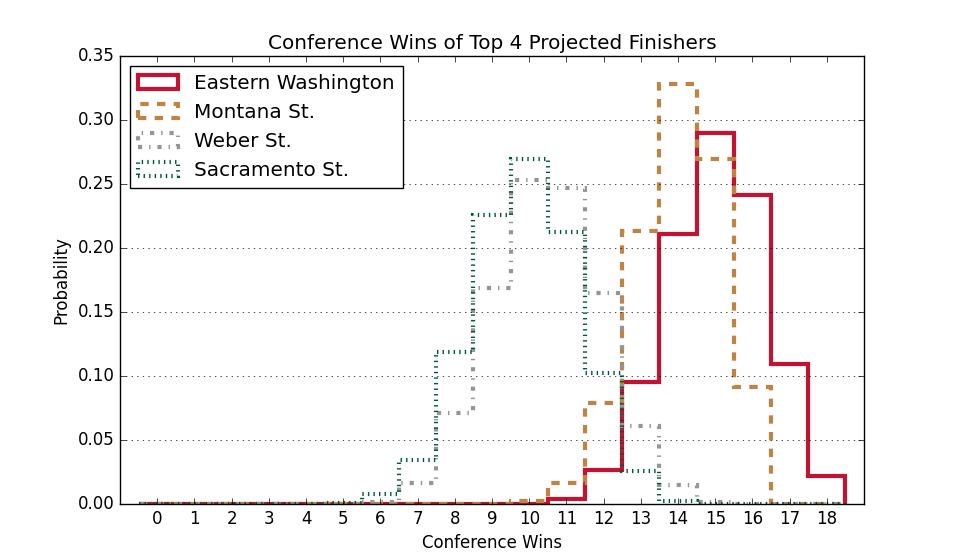 Conference Wins of Top 4 Projected Finishers
0.35
0.30
0.25
0.20
0.15
0.10
0.05
0.00
Probability
Eastern Washington
Montana St.
Weber St.
Sacramento St.
0 1 2 3 4 5 6 7 8 9 10 11 12 13 14 15 16 17 18
Conference Wins